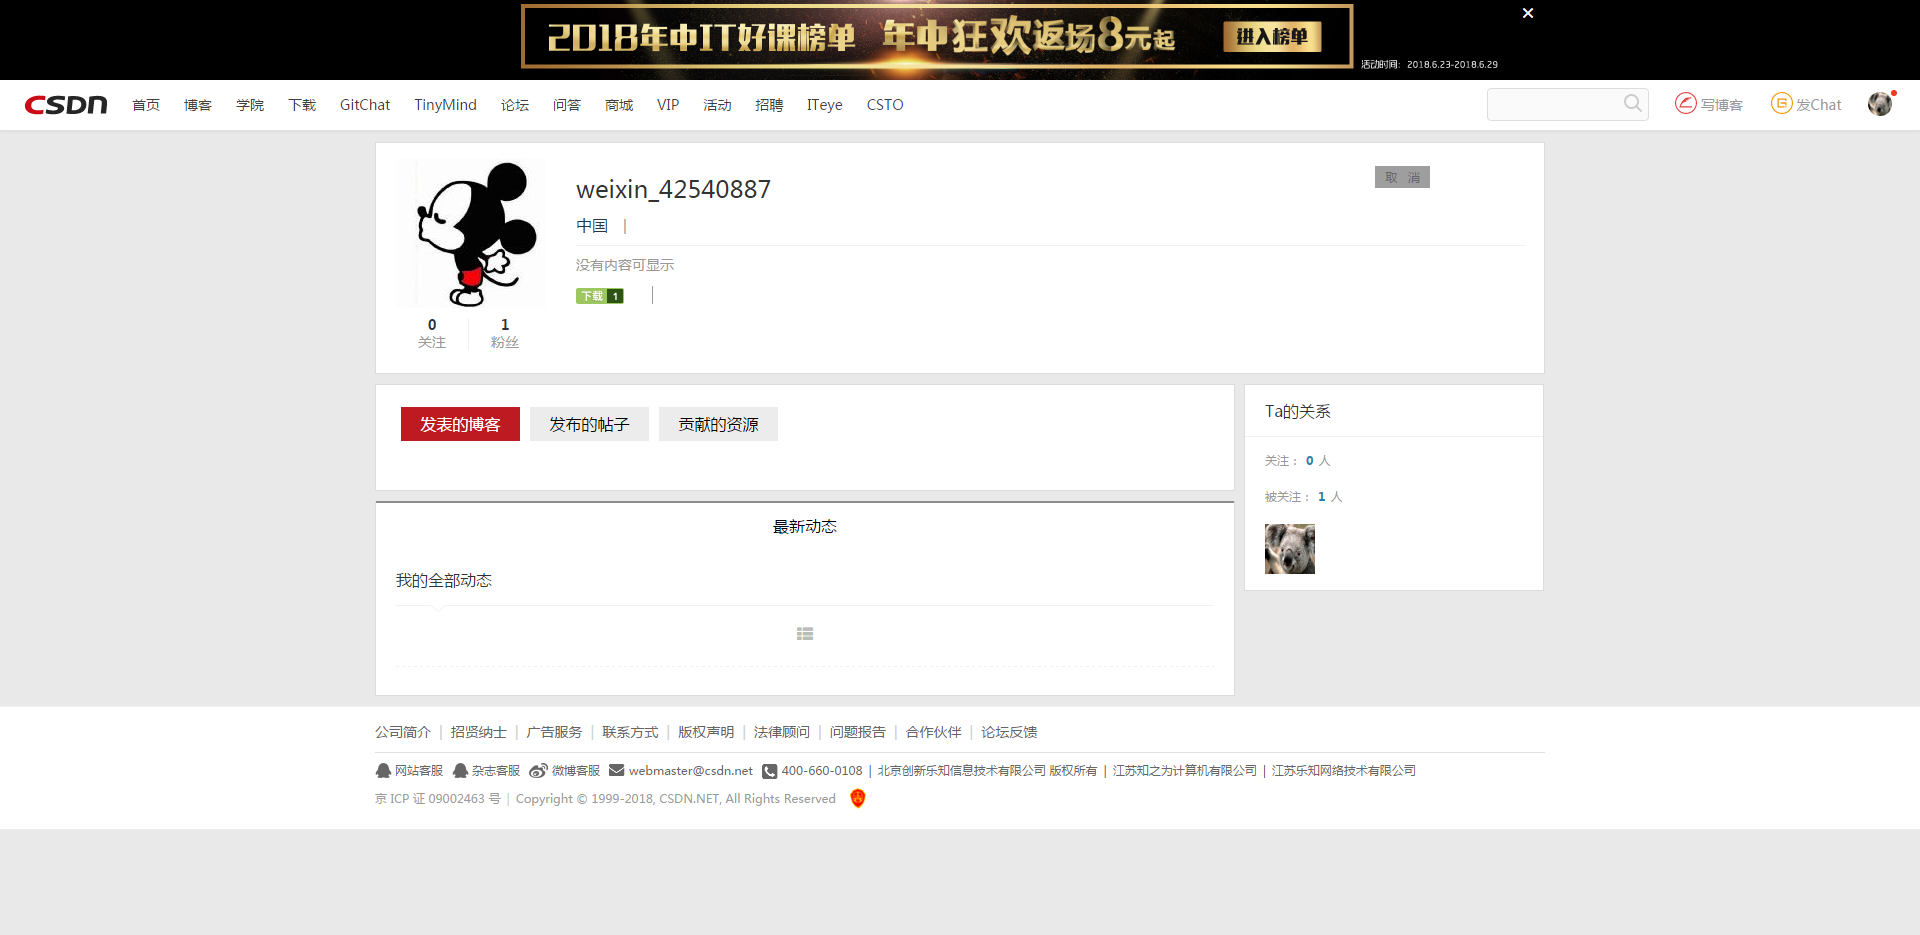 2018年中IT好课榜单 年中狂欢返场8元起 进入榜单
活动时间：2018.6.23-2018.6.29
CSDN 首页 博客 学院 下载 GitChat TinyMind 论坛 问答 商城 VIP 活动 招聘 ITeye CSTO 写博客 发Chat
weixin_42540887
取 消
中国 |
没有内容可显示
下载 1 |
0 1
关注 粉丝
发表的博客 发布的帖子 贡献的资源
Ta的关系
关注： 0 人
被关注： 1 人
最新动态
我的全部动态
公司简介 | 招贤纳士 | 广告服务 | 联系方式 | 版权声明 | 法律顾问 | 问题报告 | 合作伙伴 | 论坛反馈
网站客服 杂志客服 微博客服 webmaster@csdn.net 400-660-0108 | 北京创新乐知信息技术有限公司 版权所有 | 江苏知之为计算机有限公司 | 江苏乐知网络技术有限公司
京 ICP 证 09002463 号 | Copyright © 1999-2018, CSDN.NET, All Rights Reserved